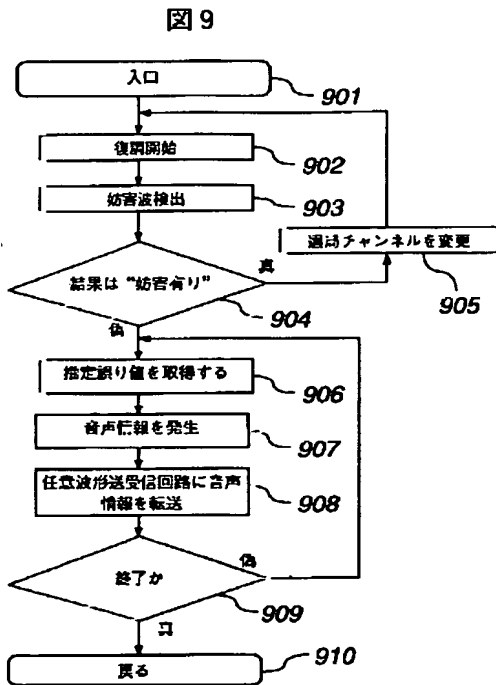 図9
入口
901
復調開始
902
妨害波検出
903
結果は“妨害有り”
真
904
選局チャンネルを変更
905
偽
指定誤り値を取得する
906
音声情報を発生
907
任意波形送受信回路に音声
情報を転送
908
終了か
偽
909
真
戻る
910